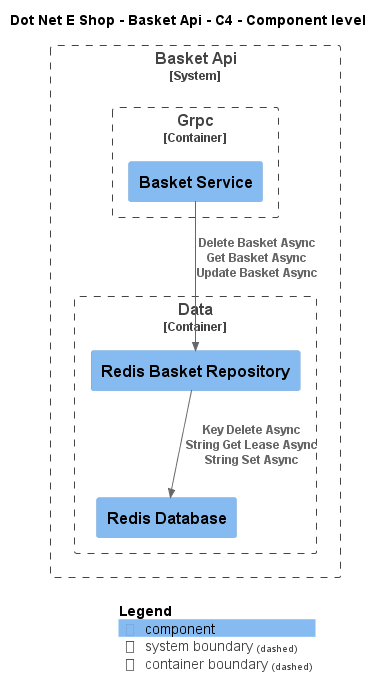 Dot Net E Shop - Basket Api - C4 - Component level
Basket Api
[System]
Grpc
[Container]
Basket Service
Delete Basket Async
Get Basket Async
Update Basket Async
Data
[Container]
Redis Basket Repository
Key Delete Async
String Get Lease Async
String Set Async
Redis Database
Legend
component
system boundary (dashed)
container boundary (dashed)